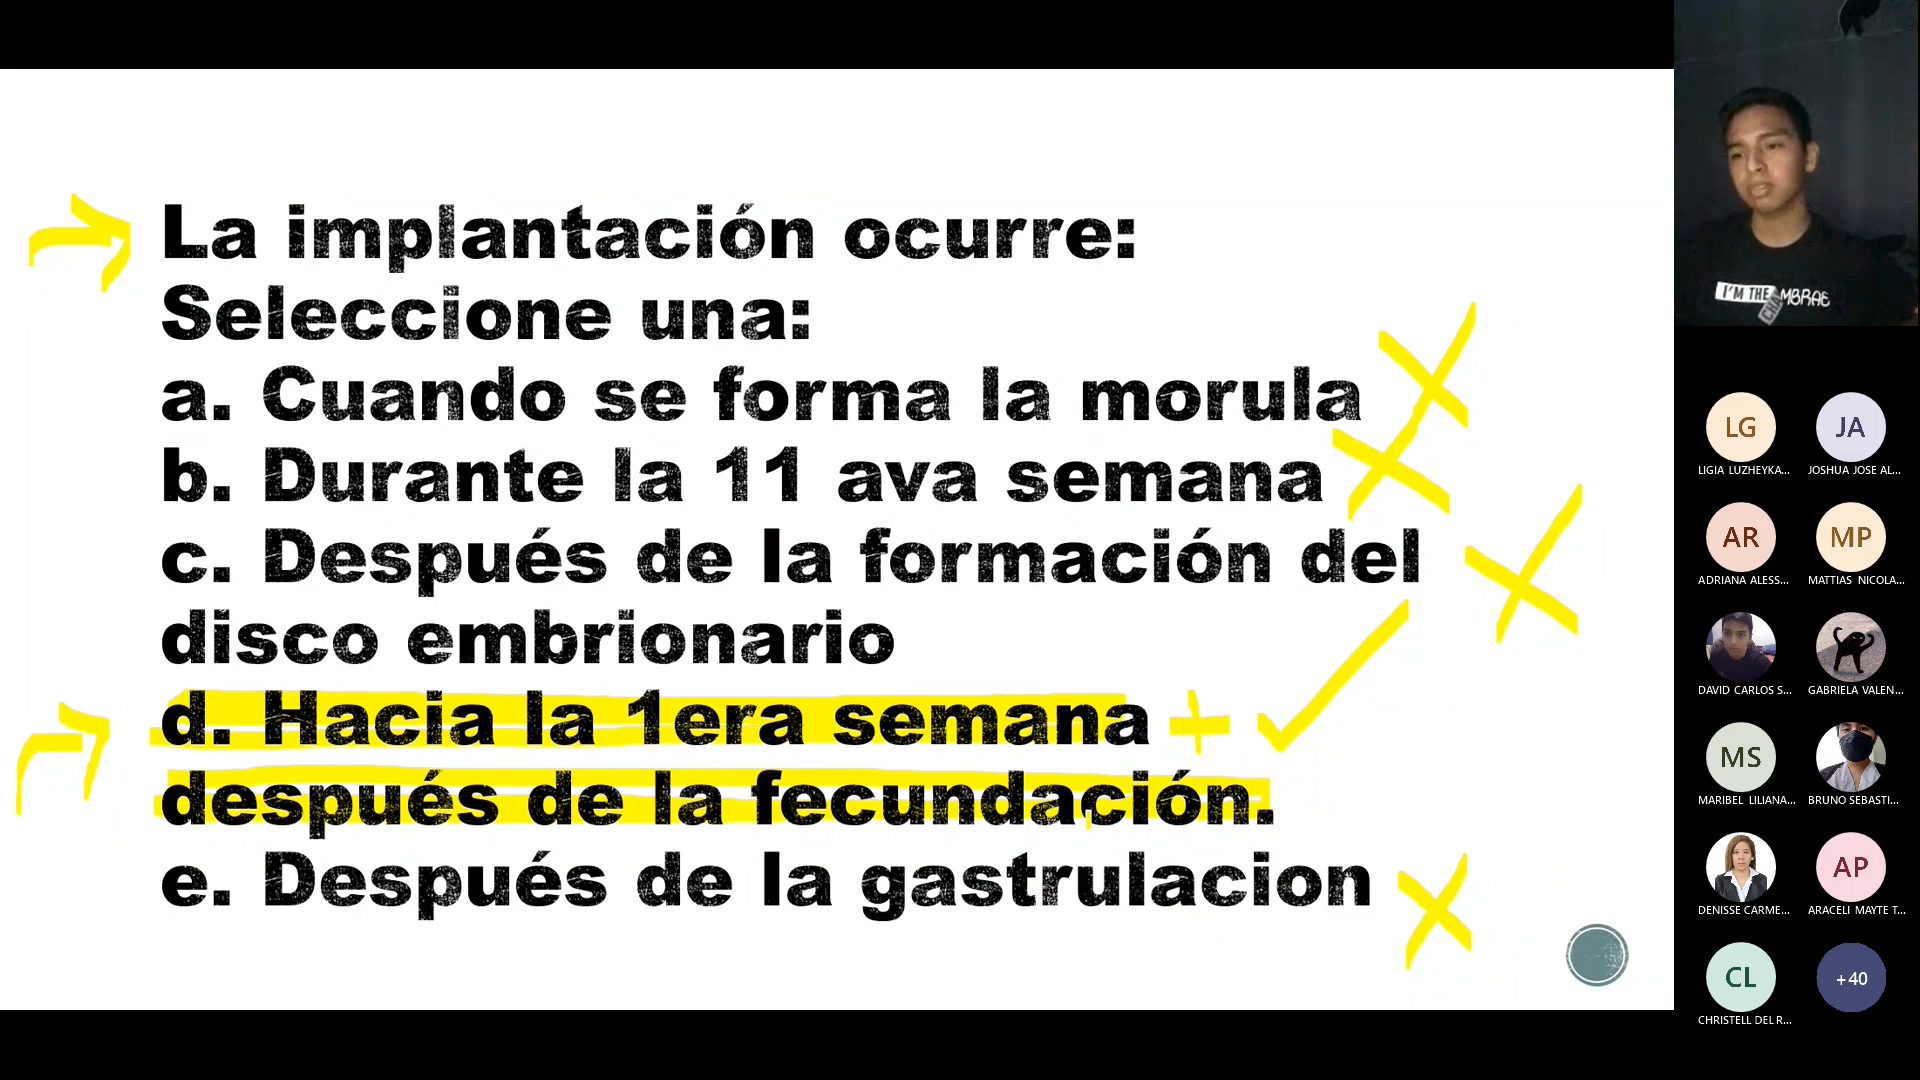 La implantación ocurre:
Seleccione una:
a. Cuando se forma la morula
b. Durante la 11 ava semana
c. Después de la formación del
disco embrionario
d. Hacia la 1era semana
después de la fecundación.
e. Después de la gastrulacion
I'M THE
LG
JA
LIGIA LUZHEYKA...
JOSHUA JOSE AL...
AR
MP
ADRIANA ALESS...
MATTIAS NICOLA...
DAVID CARLOS S...
GABRIELA VALEN...
MS
MARIBEL LILIANA...
BRUNO SEBASTI...
AP
DENISSE CARME...
ARACELI MAYTE T...
CL
+40
CHRISTELL DEL R...